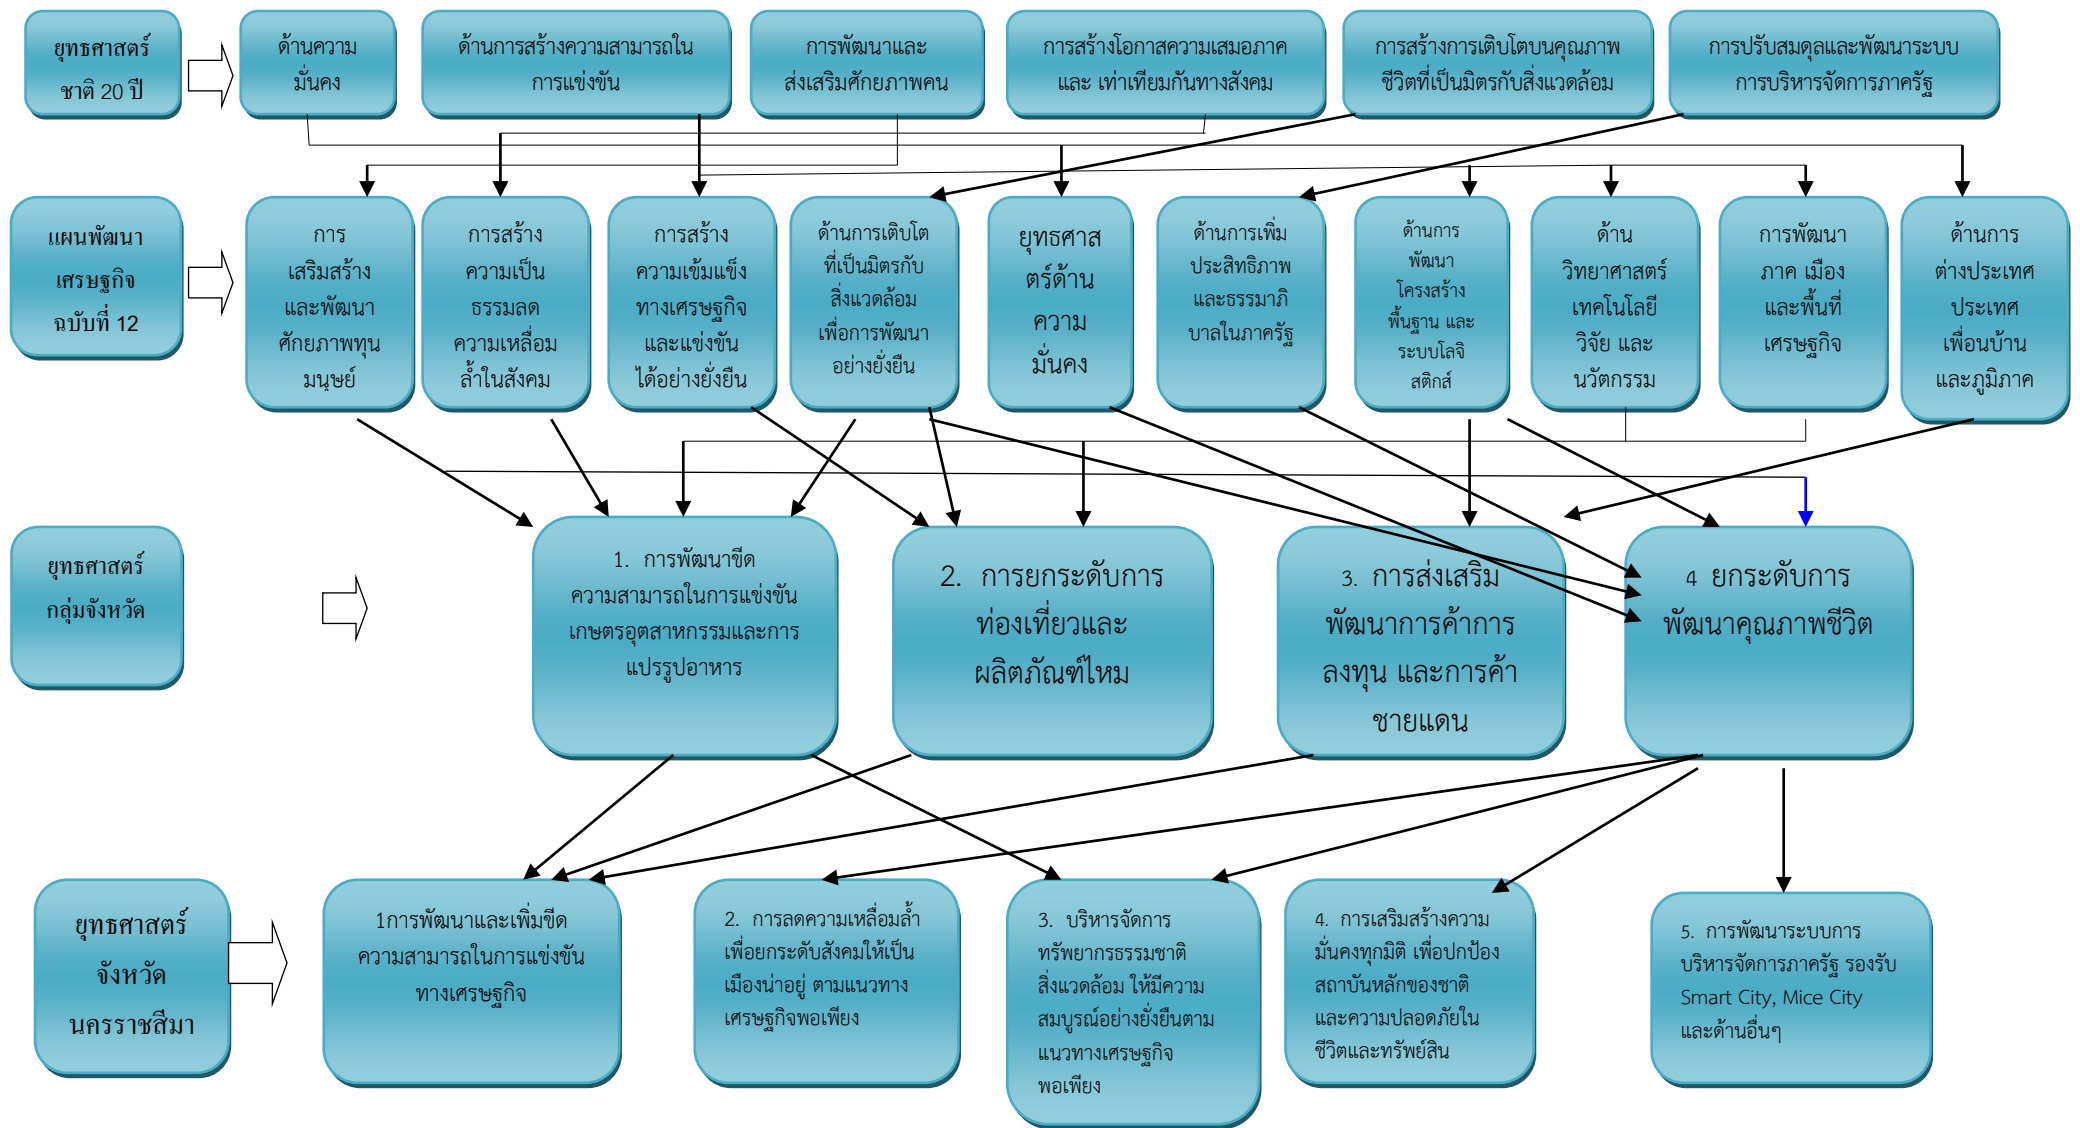 ยุทธศาสตร์
ชาติ 20 ปี
ด้านความ
มั่นคง
ด้านการสร้างความสามารถใน
การแข่งขัน
การพัฒนาและ
ส่งเสริมศักยภาพคน
การสร้างโอกาสความเสมอภาค
และ เท่าเทียมกันทางสังคม
การสร้างการเติบโตบนคุณภาพ
ชีวิตที่เป็นมิตรกับสิ่งแวดล้อม
การปรับสมดุลและพัฒนาระบบ
การบริหารจัดการภาครัฐ
แผนพัฒนา
เศรษฐกิจ
ฉบับที่ 12
การ
เสริมสร้าง
และพัฒนา
ศักยภาพทุน
มนุษย์
การสร้าง
ความเป็น
ธรรมลด
ความเหลื่อม
ล้ำในสังคม
การสร้าง
ความเข้มแข็ง
ทางเศรษฐกิจ
และแข่งขัน
ได้อย่างยั่งยืน
ด้านการเติบโต
ที่เป็นมิตรกับ
สิ่งแวดล้อม
เพื่อการพัฒนา
อย่างยั่งยืน
ยุทธศาส
ตร์ด้าน
ความ
มั่นคง
ด้านการเพิ่ม
ประสิทธิภาพ
และธรรมาภิ
บาลในภาครัฐ
ด้านการ
พัฒนา
โครงสร้าง
พื้นฐาน และ
ระบบโลจิ
สติกส์
ด้าน
วิทยาศาสตร์
เทคโนโลยี
วิจัย และ
นวัตกรรม
การพัฒนา
ภาค เมือง
และพื้นที่
เศรษฐกิจ
ด้านการ
ต่างประเทศ
ประเทศ
เพื่อนบ้าน
และภูมิภาค
ยุทธศาสตร์
กลุ่มจังหวัด
1. การพัฒนาขีด
ความสามารถในการแข่งขัน
เกษตรอุตสาหกรรมและการ
แปรรูปอาหาร
2. การยกระดับการ
ท่องเที่ยวและ
ผลิตภัณฑ์ไหม
3. การส่งเสริม
พัฒนาการค้าการ
ลงทุน และการค้า
ชายแดน
4 ยกระดับการ
พัฒนาคุณภาพชีวิต
ยุทธศาสตร์
จังหวัด
นครราชสีมา
1การพัฒนาและเพิ่มขีด
ความสามารถในการแข่งขัน
ทางเศรษฐกิจ
2. การลดความเหลื่อมล้ำ
เพื่อยกระดับสังคมให้เป็น
เมืองน่าอยู่ ตามแนวทาง
เศรษฐกิจพอเพียง
3. บริหารจัดการ
ทรัพยากรธรรมชาติ
สิ่งแวดล้อม ให้มีความ
สมบูรณ์อย่างยั่งยืนตาม
แนวทางเศรษฐกิจ
พอเพียง
4. การเสริมสร้างความ
มั่นคงทุกมิติ เพื่อปกป้อง
สถาบันหลักของชาติ
และความปลอดภัยใน
ชีวิตและทรัพย์สิน
5. การพัฒนาระบบการ
บริหารจัดการภาครัฐ รองรับ
Smart City, Mice City
และด้านอื่นๆ